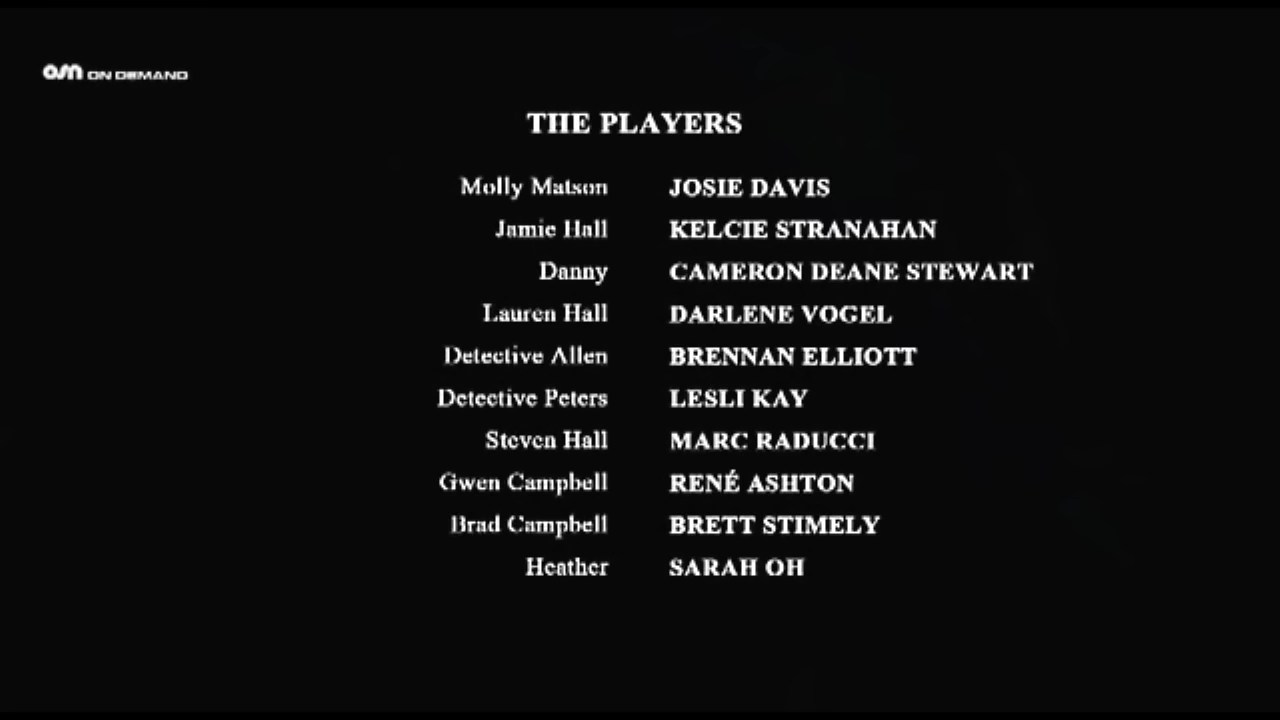 OSN ON DEMAND
THE PLAYERS
Molly Matson JOSIE DAVIS
Jamie Hall KELCIE STRANAHAN
Danny CAMERON DEANE STEWART
Lauren Hall DARLENE VOGEL
Detective Allen BRENNAN ELLIOTT
Detective Peters LESLI KAY
Steven Hall MARC RADUCCI
Gwen Campbell RENÉ ASHTON
Brad Campbell BRETT STIMELY
Heather SARAH OH